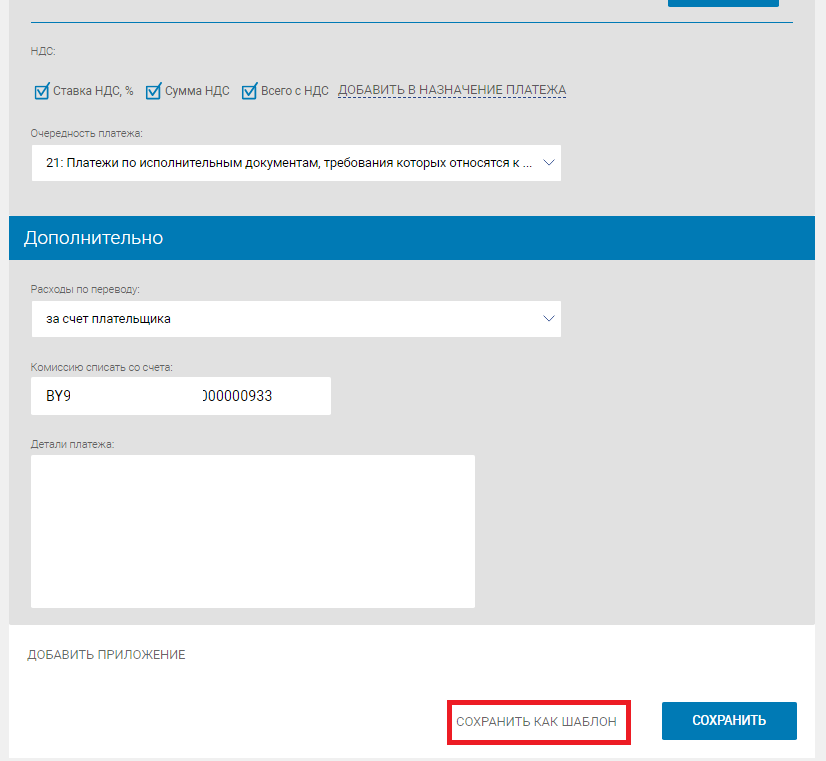 НДС:
Ставка НДС, % Сумма НДС Всего с НДС ДОБАВИТЬ В НАЗНАЧЕНИЕ ПЛАТЕЖА
Очередность платежа:
21: Платежи по исполнительным документам, требования которых относятся к ...
Дополнительно
Расходы по переводу:
за счет плательщика
Комиссию списать со счета:
BY9 000000933
Детали платежа:
ДОБАВИТЬ ПРИЛОЖЕНИЕ
СОХРАНИТЬ КАК ШАБЛОН СОХРАНИТЬ